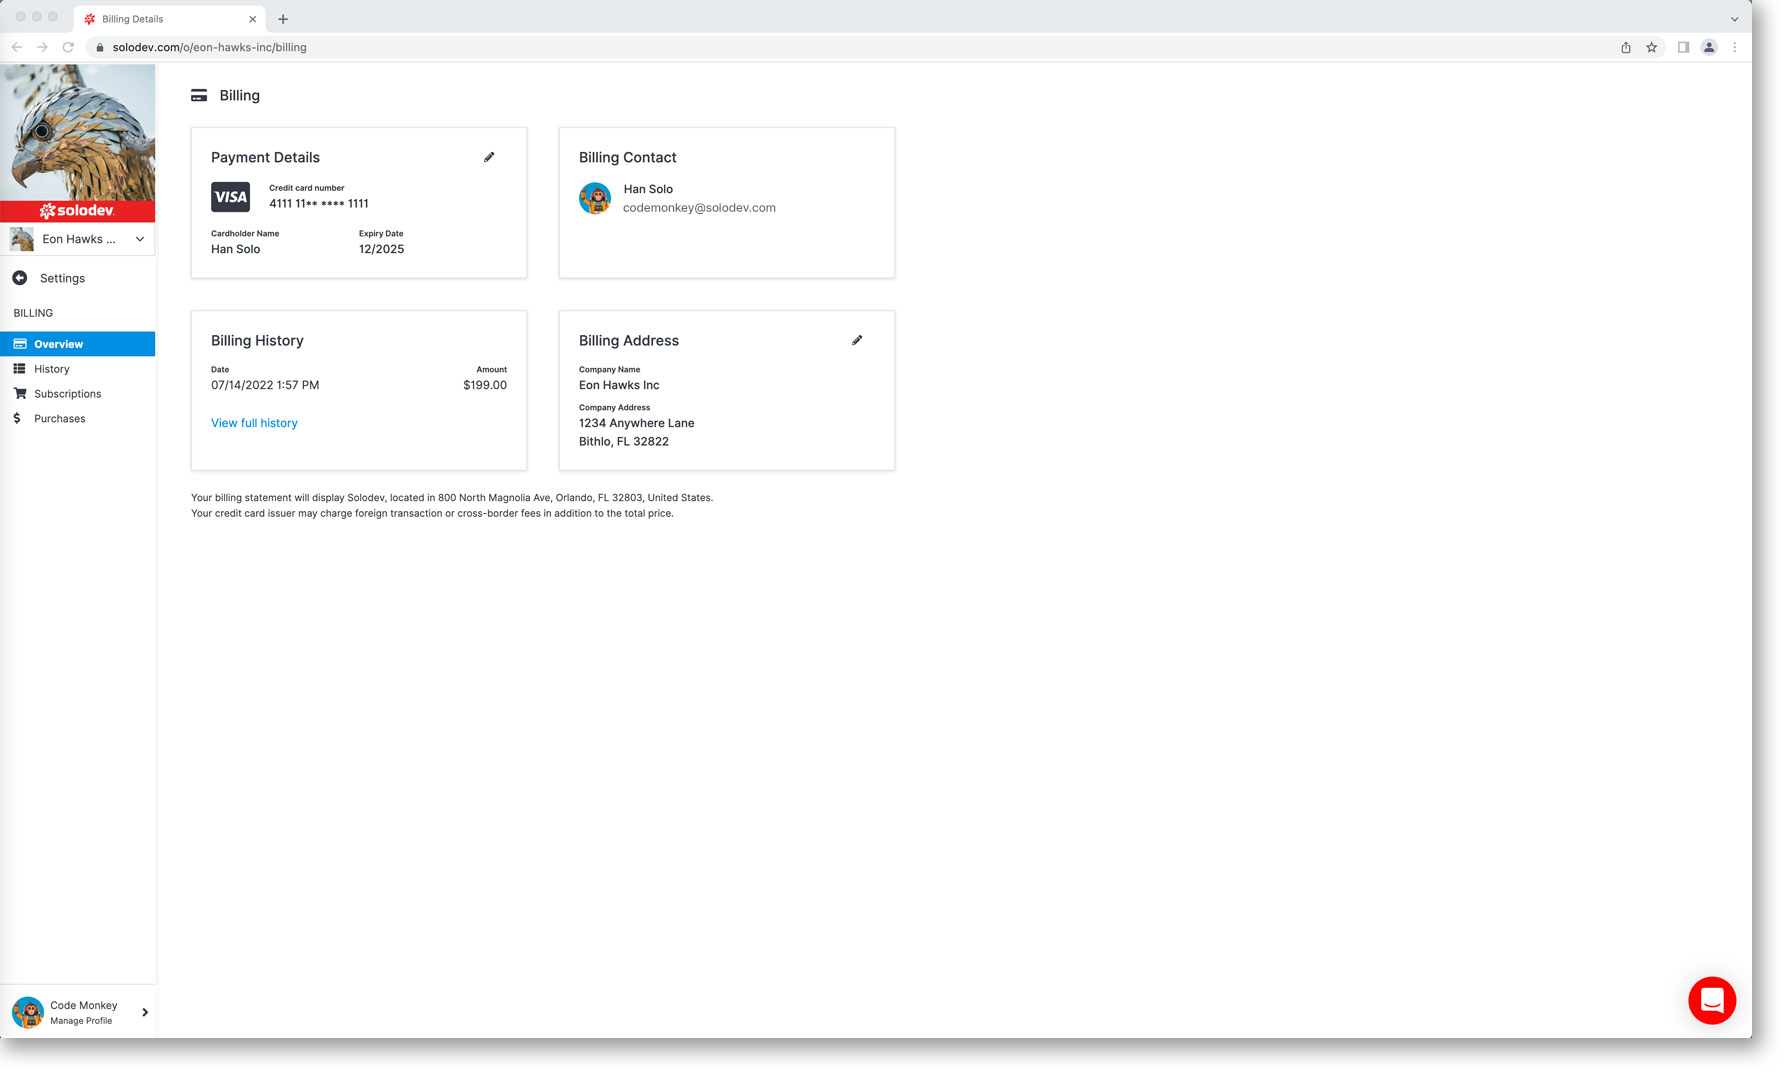 Billing Details
solodev.com/o/eon-hawks-inc/billing
solodev
Eon Hawks ...
Settings
BILLING
Overview
History
Subscriptions
Purchases
Code Monkey
Manage Profile
Billing
Payment Details
VISA
Credit card number
4111 11** **** 1111
Cardholder Name
Expiry Date
Han Solo
12/2025
Billing Contact
Han Solo
codemonkey@solodev.com
Billing History
Date
Amount
07/14/2022 1:57 PM
$199.00
View full history
Billing Address
Company Name
Eon Hawks Inc
Company Address
1234 Anywhere Lane
Bithlo, FL 32822
Your billing statement will display Solodev, located in 800 North Magnolia Ave, Orlando, FL 32803, United States.
Your credit card issuer may charge foreign transaction or cross-border fees in addition to the total price.